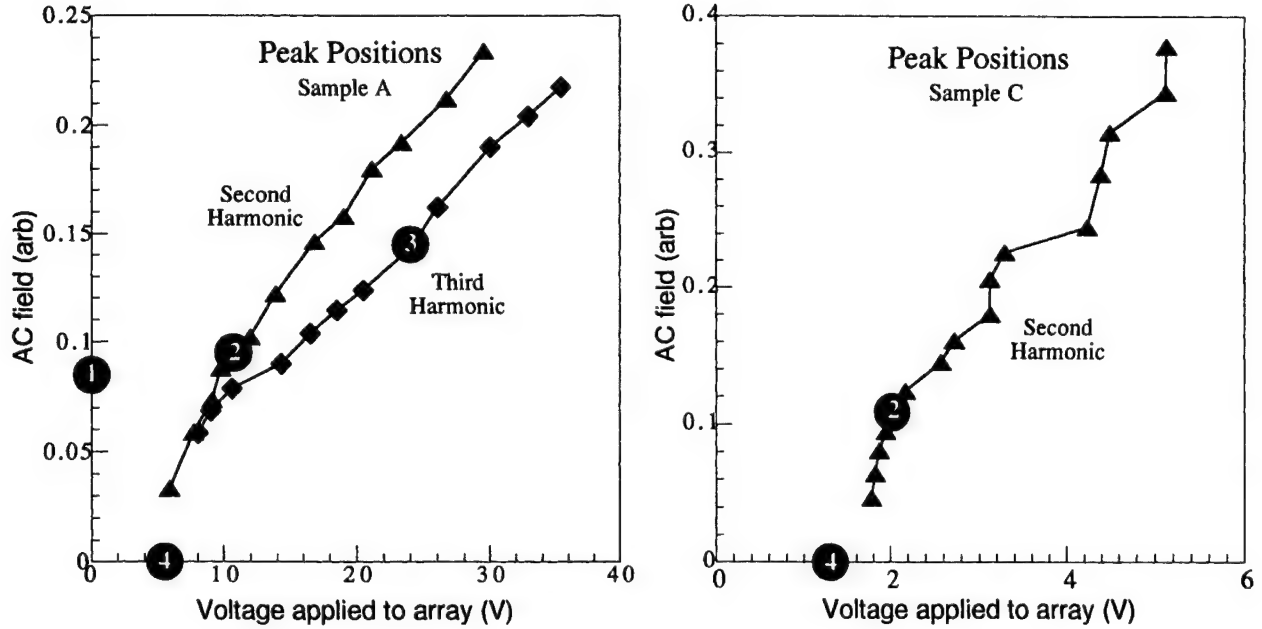 0.25
0.2
0.15
0.1
0.05
0
AC field (arb)
Peak Positions
Sample A
Second
Harmonic
Third
Harmonic
1
2
3
4
0
10
20
30
40
Voltage applied to array (V)
0.4
0.3
0.2
0.1
0
AC field (arb)
Peak Positions
Sample C
Second
Harmonic
2
4
0
2
4
6
Voltage applied to array (V)